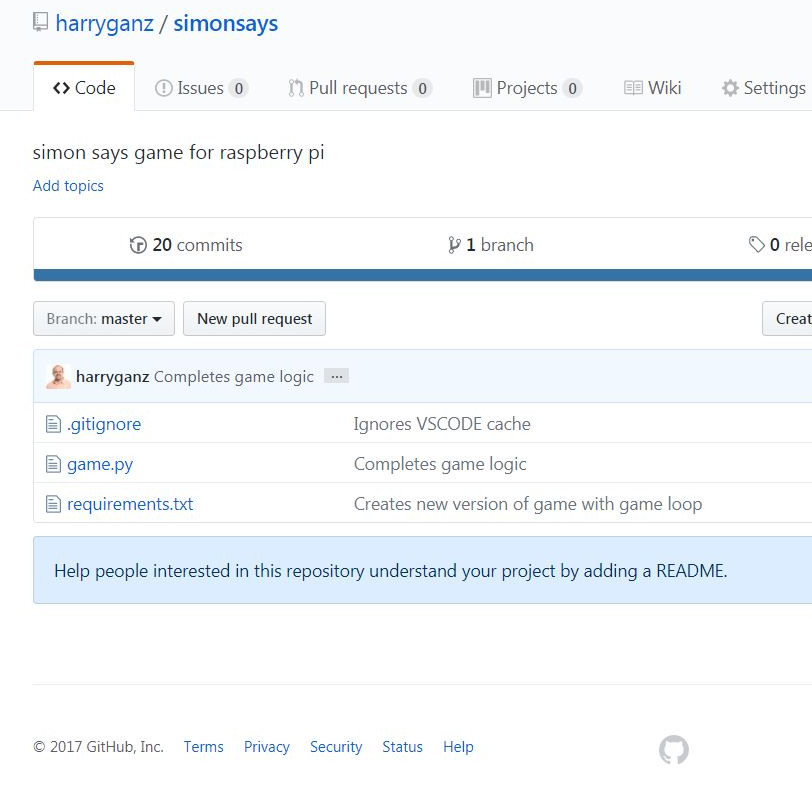 harryganz / simonsays
<> Code Issues 0 Pull requests 0 Projects 0 Wiki Settings
simon says game for raspberry pi
Add topics
20 commits 1 branch 0 rele
Branch: master New pull request Creat
harryganz Completes game logic ...
.gitignore Ignores VSCODE cache
game.py Completes game logic
requirements.txt Creates new version of game with game loop
Help people interested in this repository understand your project by adding a README.
© 2017 GitHub, Inc. Terms Privacy Security Status Help